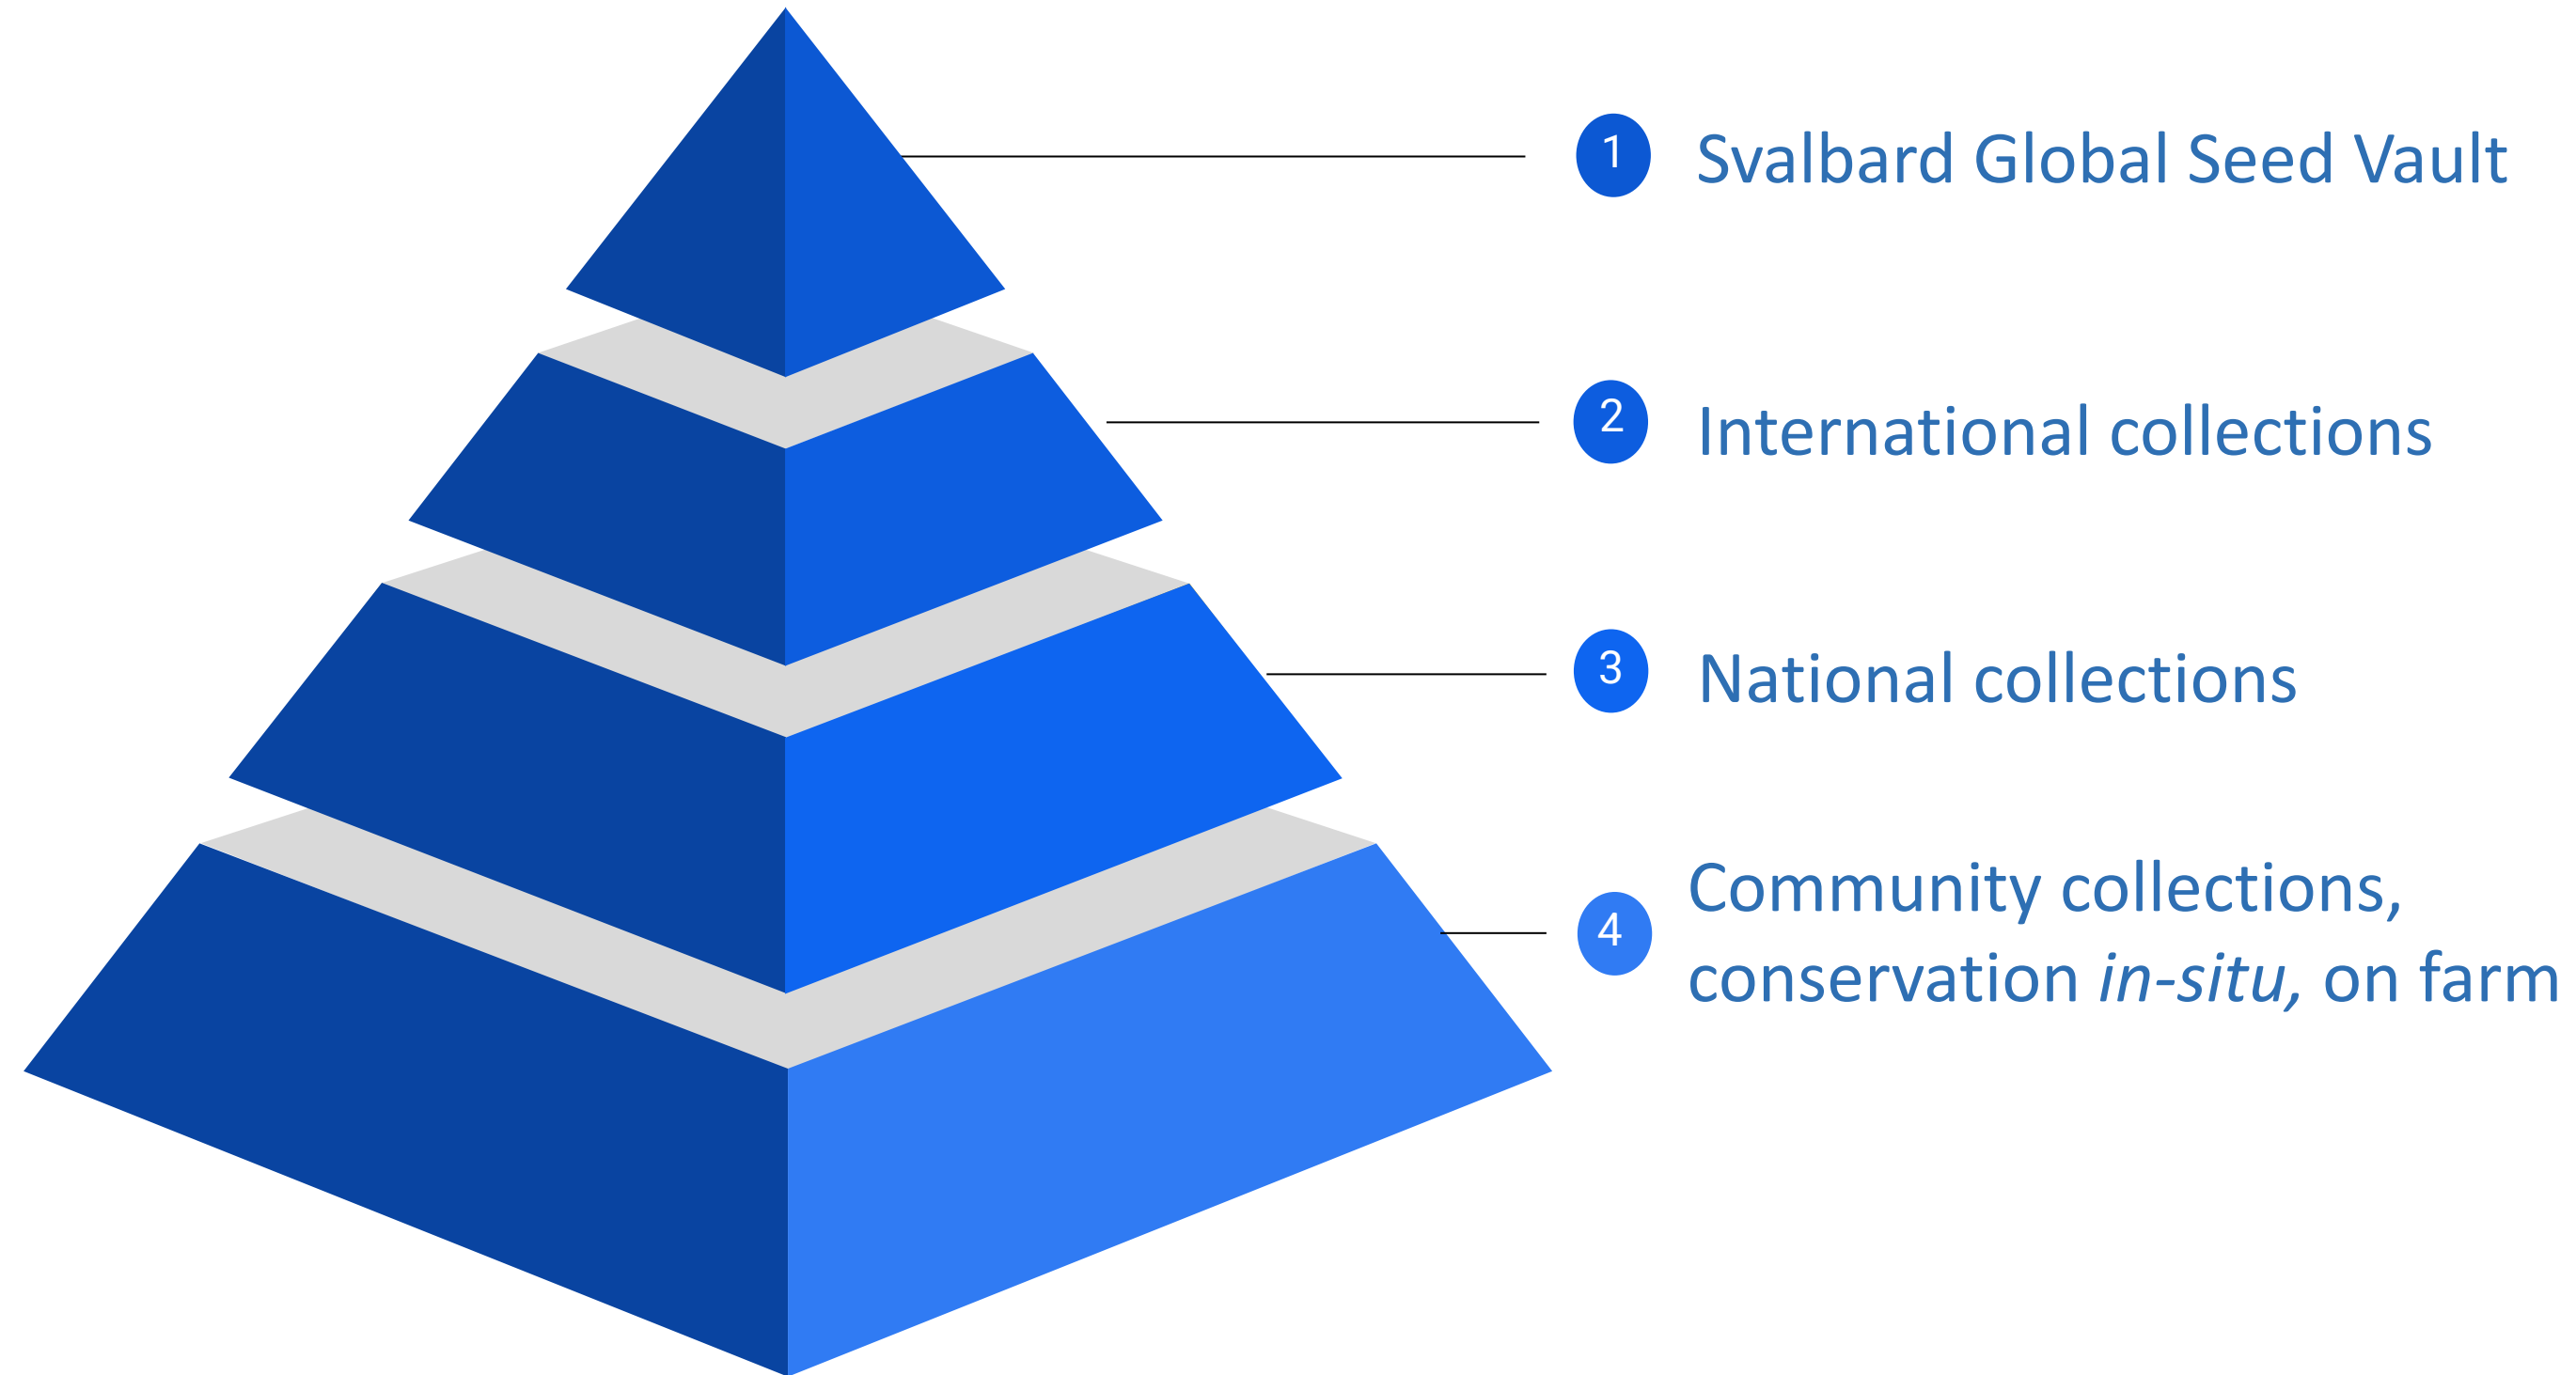 1 Svalbard Global Seed Vault
2 International collections
3 National collections
4 Community collections,
conservation in-situ, on farm